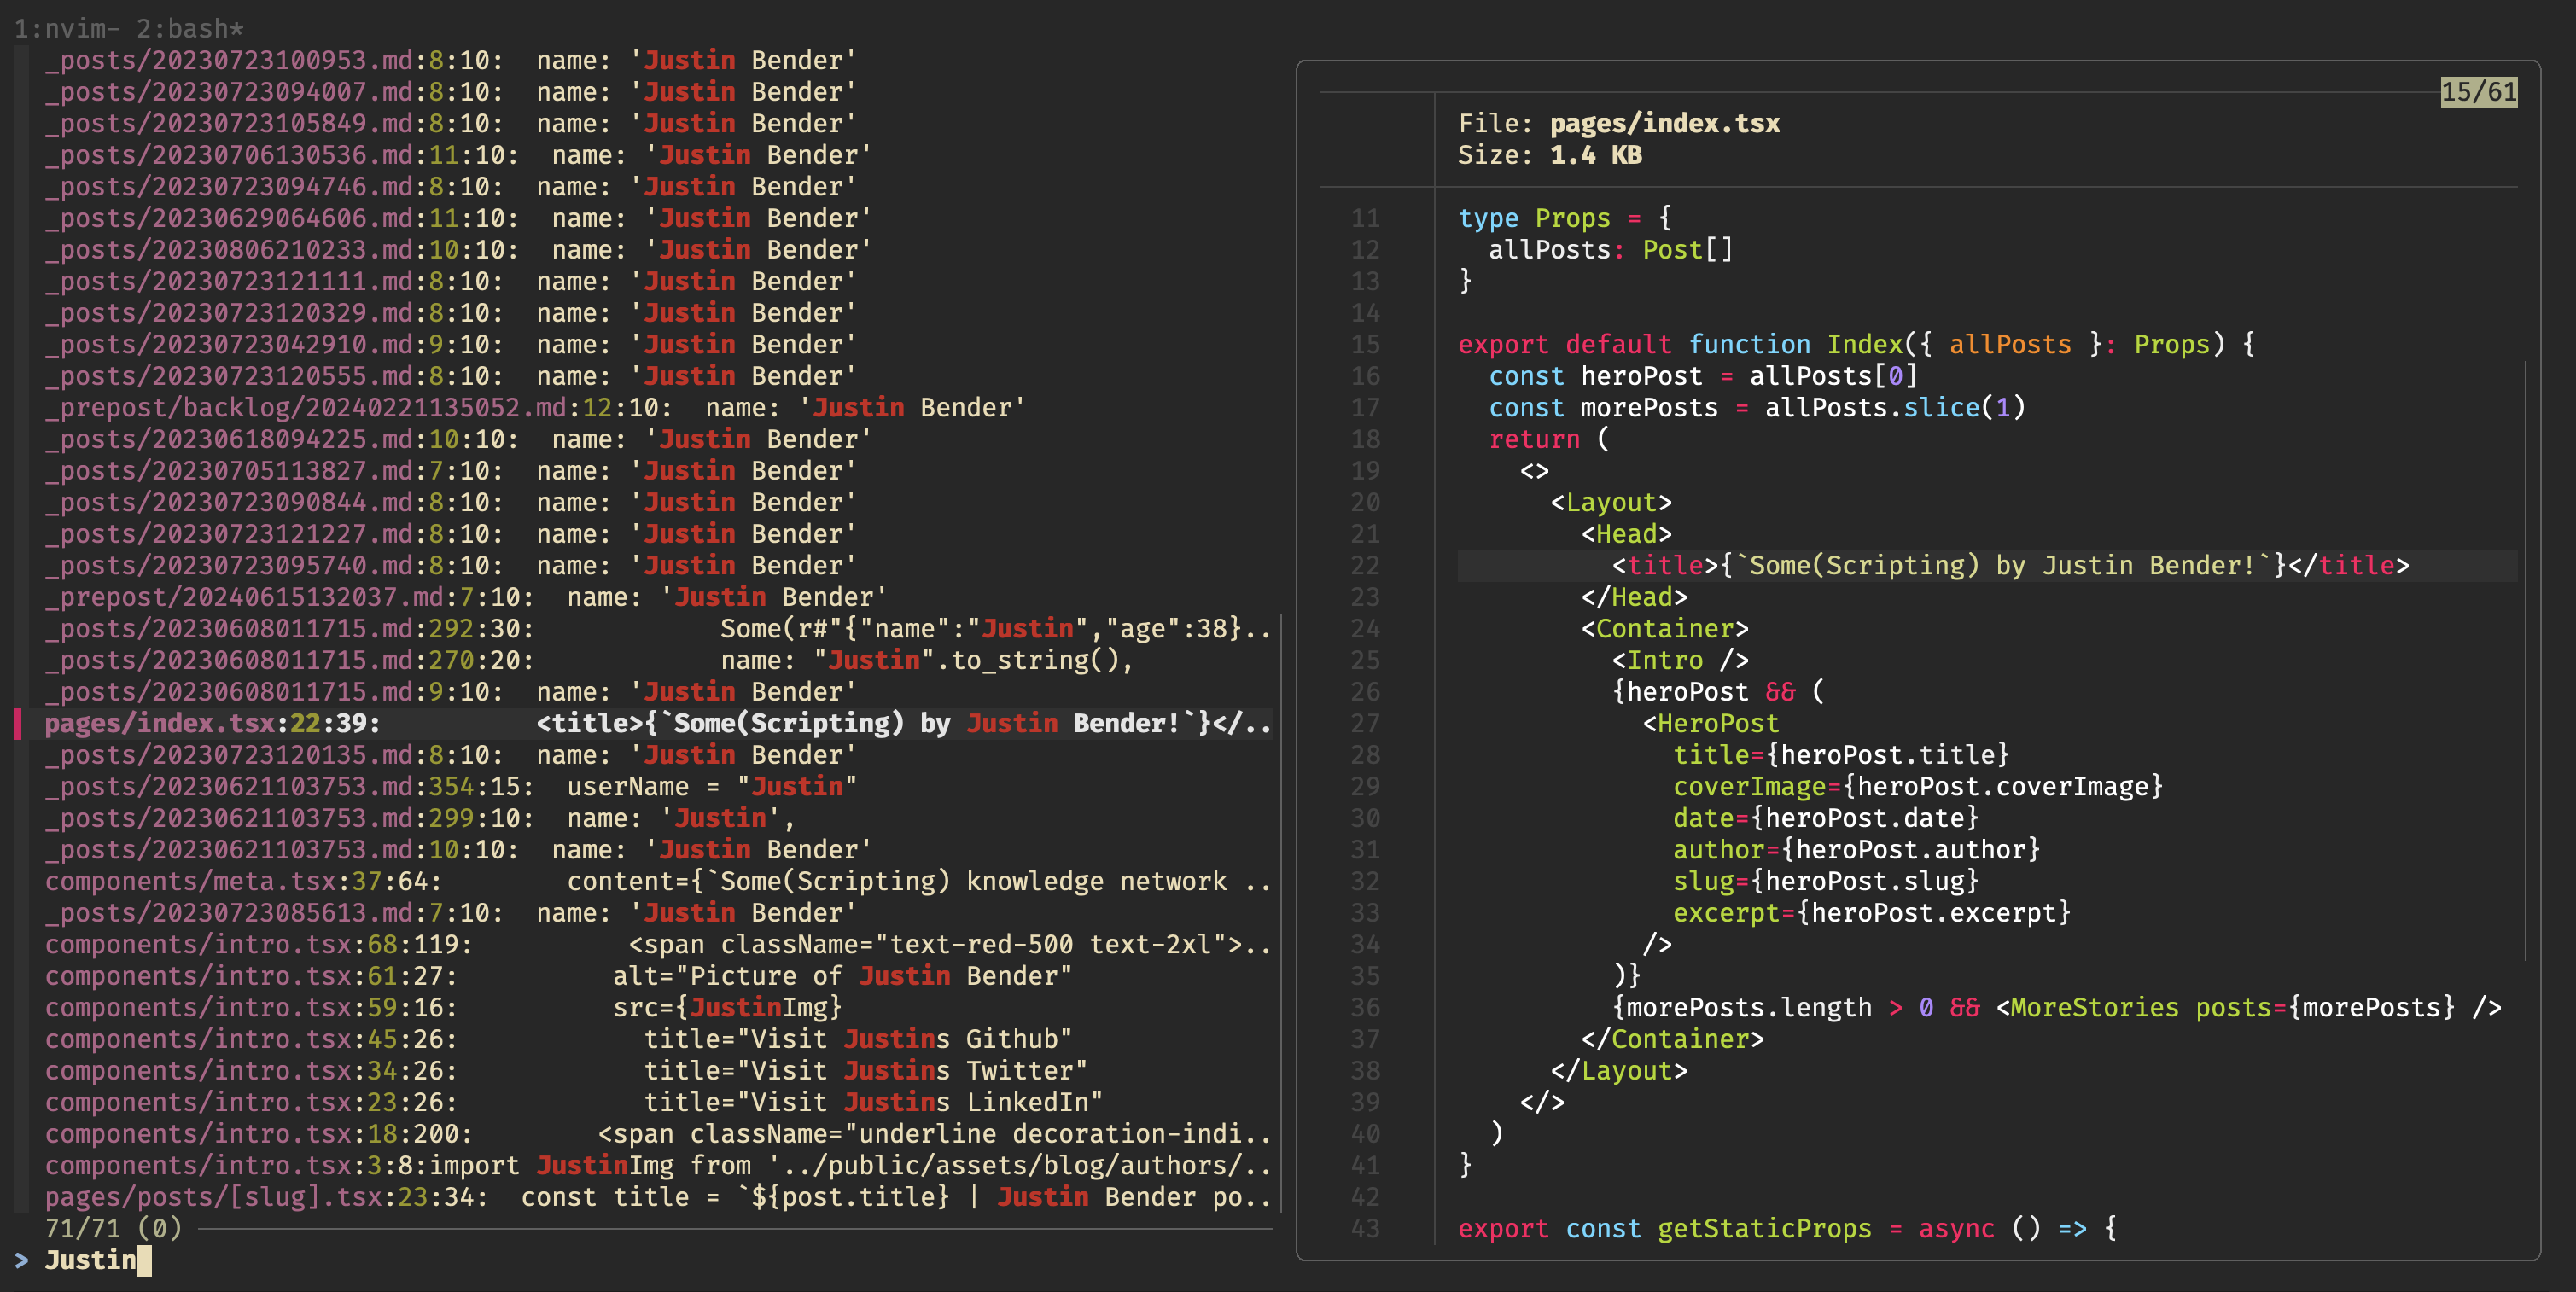 1:nvim- 2:bash*
_posts/20230723100953.md:8:10:  name: 'Justin Bender'
_posts/20230723094007.md:8:10:  name: 'Justin Bender'
_posts/20230723105849.md:8:10:  name: 'Justin Bender'
_posts/20230706130536.md:11:10:  name: 'Justin Bender'
_posts/20230723094746.md:8:10:  name: 'Justin Bender'
_posts/20230629064606.md:11:10:  name: 'Justin Bender'
_posts/20230806210233.md:10:10:  name: 'Justin Bender'
_posts/20230723121111.md:8:10:  name: 'Justin Bender'
_posts/20230723120329.md:8:10:  name: 'Justin Bender'
_posts/20230723042910.md:9:10:  name: 'Justin Bender'
_posts/20230723120555.md:8:10:  name: 'Justin Bender'
_prepost/backlog/20240221135052.md:12:10:  name: 'Justin Bender'
_posts/20230618094225.md:10:10:  name: 'Justin Bender'
_posts/20230705113827.md:7:10:  name: 'Justin Bender'
_posts/20230723090844.md:8:10:  name: 'Justin Bender'
_posts/20230723121227.md:8:10:  name: 'Justin Bender'
_posts/20230723095740.md:8:10:  name: 'Justin Bender'
_prepost/20240615132037.md:7:10:  name: 'Justin Bender'
_posts/20230608011715.md:292:30:            Some(r#"{"name":"Justin","age":38}..
_posts/20230608011715.md:270:20:            name: "Justin".to_string(),
_posts/20230608011715.md:9:10:  name: 'Justin Bender'
pages/index.tsx:22:39:          <title>{`Some(Scripting) by Justin Bender!`}</..
_posts/20230723120135.md:8:10:  name: 'Justin Bender'
_posts/20230621103753.md:354:15:  userName = "Justin"
_posts/20230621103753.md:299:10:  name: 'Justin',
_posts/20230621103753.md:10:10:  name: 'Justin Bender'
components/meta.tsx:37:64:        content={`Some(Scripting) knowledge network ..
_posts/20230723085613.md:7:10:  name: 'Justin Bender'
components/intro.tsx:68:119:          <span className="text-red-500 text-2xl">..
components/intro.tsx:61:27:          alt="Picture of Justin Bender"
components/intro.tsx:59:16:          src={JustinImg}
components/intro.tsx:45:26:            title="Visit Justins Github"
components/intro.tsx:34:26:            title="Visit Justins Twitter"
components/intro.tsx:23:26:            title="Visit Justins LinkedIn"
components/intro.tsx:18:200:        <span className="underline decoration-indi..
components/intro.tsx:3:8:import JustinImg from '../public/assets/blog/authors/..
pages/posts/[slug].tsx:23:34:  const title = `${post.title} | Justin Bender po..
71/71 (0)
> Justin
15/61
File: pages/index.tsx
Size: 1.4 KB
11 type Props = {
12   allPosts: Post[]
13 }
14
15 export default function Index({ allPosts }: Props) {
16   const heroPost = allPosts[0]
17   const morePosts = allPosts.slice(1)
18   return (
19     <>
20       <Layout>
21         <Head>
22           <title>{`Some(Scripting) by Justin Bender!`}</title>
23         </Head>
24         <Container>
25           <Intro />
26           {heroPost && (
27             <HeroPost
28               title={heroPost.title}
29               coverImage={heroPost.coverImage}
30               date={heroPost.date}
31               author={heroPost.author}
32               slug={heroPost.slug}
33               excerpt={heroPost.excerpt}
34             />
35           )}
36           {morePosts.length > 0 && <MoreStories posts={morePosts} />
37         </Container>
38       </Layout>
39     </>
40   )
41 }
42
43 export const getStaticProps = async () => {